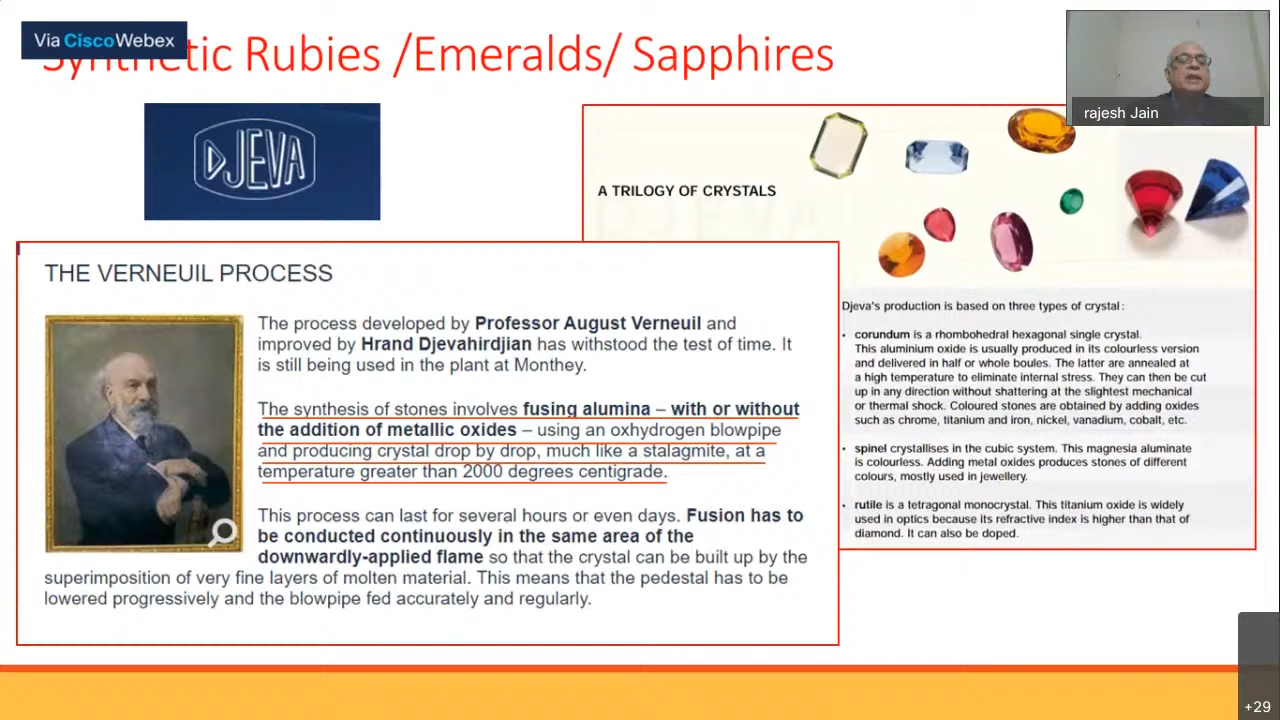 Via Cisco Webex
Synthetic Rubies /Emeralds/ Sapphires
rajesh Jain
DJEVA
A TRILOGY OF CRYSTALS
THE VERNEUIL PROCESS
The process developed by Professor August Verneuil and
improved by Hrand Djevahirdjian has withstood the test of time. It
is still being used in the plant at Monthey.
The synthesis of stones involves fusing alumina – with or without
the addition of metallic oxides – using an oxhydrogen blowpipe
and producing crystal drop by drop, much like a stalagmite, at a
temperature greater than 2000 degrees centigrade.
This process can last for several hours or even days. Fusion has to
be conducted continuously in the same area of the
downwardly-applied flame so that the crystal can be built up by the
superimposition of very fine layers of molten material. This means that the pedestal has to be
lowered progressively and the blowpipe fed accurately and regularly.
Djeva's production is based on three types of crystal:
• corundum is a rhombohedral hexagonal single crystal.
This aluminium oxide is usually produced in its colourless version
and delivered in half or whole boules. The latter are annealed at
a high temperature to eliminate internal stress. They can then be cut
up in any direction without shattering at the slightest mechanical
or thermal shock. Coloured stones are obtained by adding oxides
such as chrome, titanium and iron, nickel, vanadium, cobalt, etc.
• spinel crystallises in the cubic system. This magnesia aluminate
is colourless. Adding metal oxides produces stones of different
colours, mostly used in jewellery.
• rutile is a tetragonal monocrystal. This titanium oxide is widely
used in optics because its refractive index is higher than that of
diamond. It can also be doped.
+29